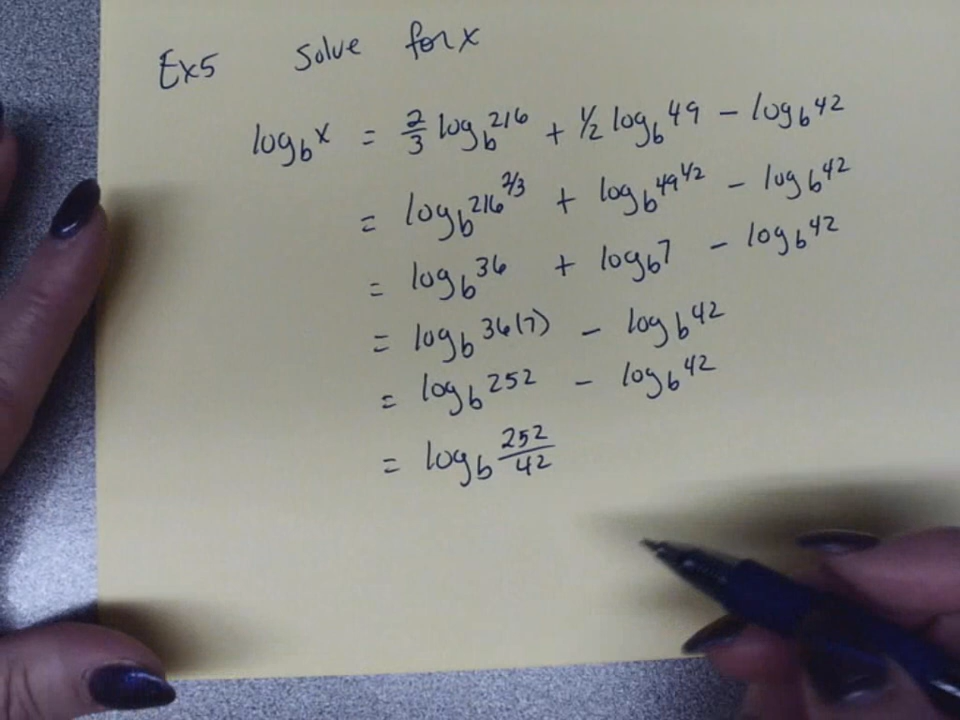 Ex5 Solve for x
log_b x = 2/3 log_b 216 + 1/2 log_b 49 - log_b 42
= log_b 216^2/3 + log_b 49^1/2 - log_b 42
= log_b 36 + log_b 7 - log_b 42
= log_b 36(7) - log_b 42
= log_b 252 - log_b 42
= log_b 252/42